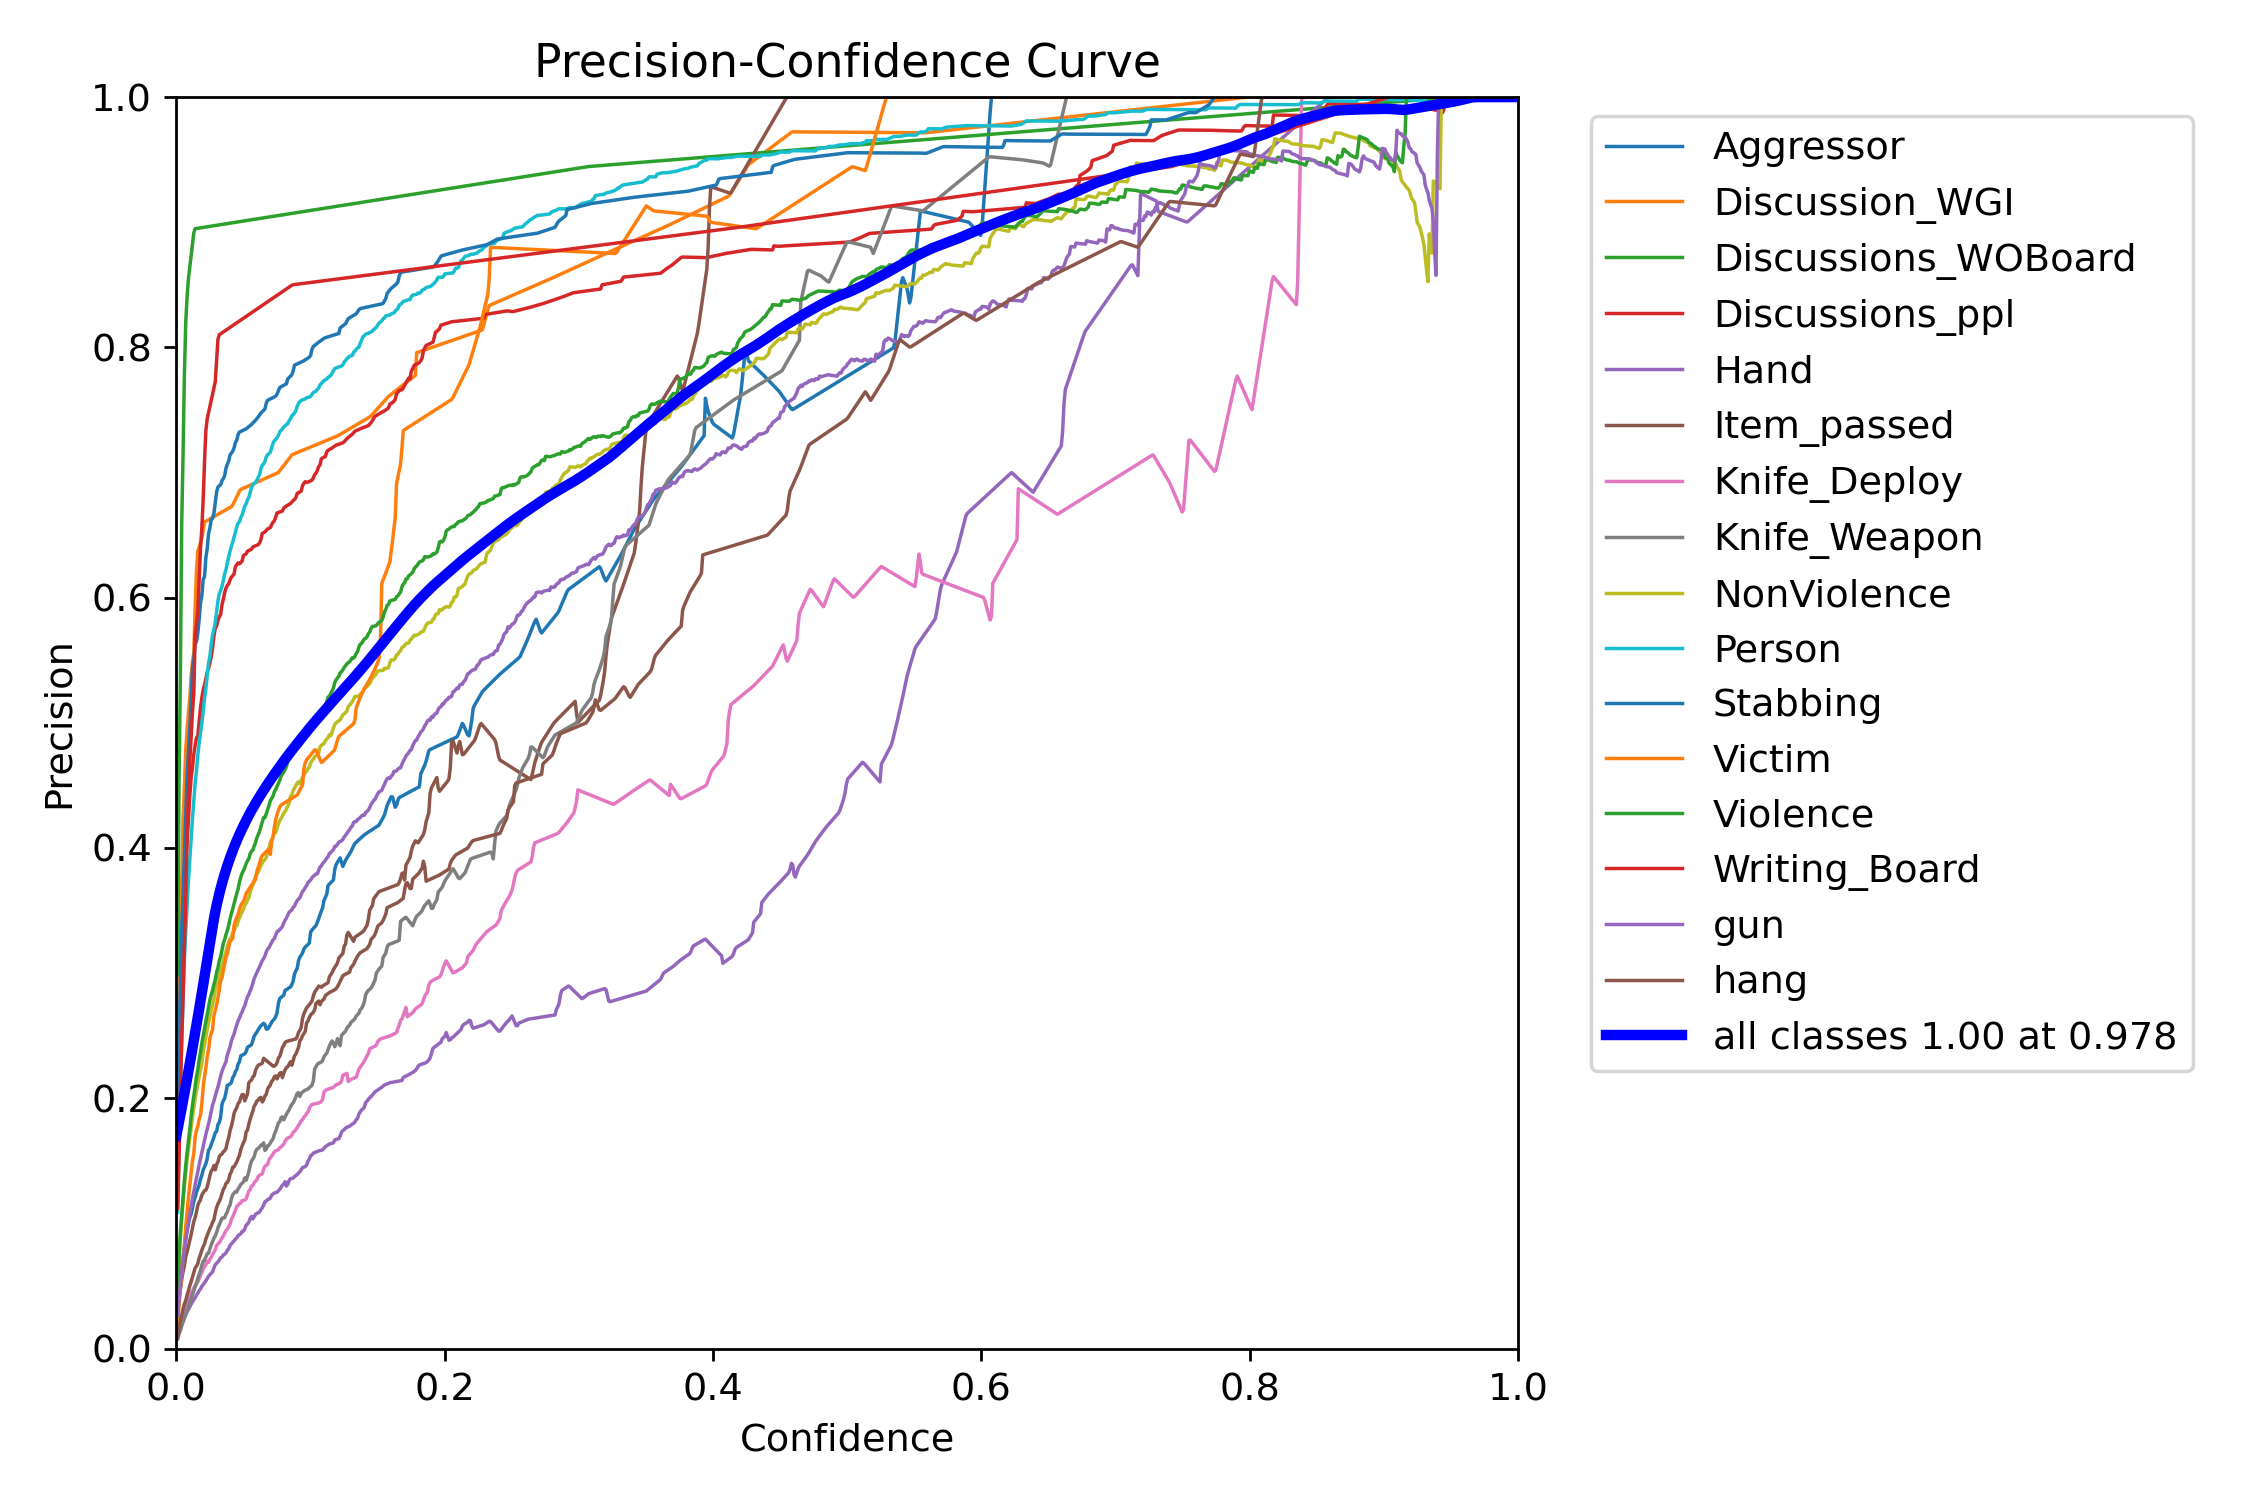 Precision-Confidence Curve
1.0
0.8
0.6
0.4
0.2
0.0
Precision
0.0 0.2 0.4 0.6 0.8 1.0
Confidence
Aggressor
Discussion_WGI
Discussions_WOBoard
Discussions_ppl
Hand
Item_passed
Knife_Deploy
Knife_Weapon
NonViolence
Person
Stabbing
Victim
Violence
Writing_Board
gun
hang
all classes 1.00 at 0.978